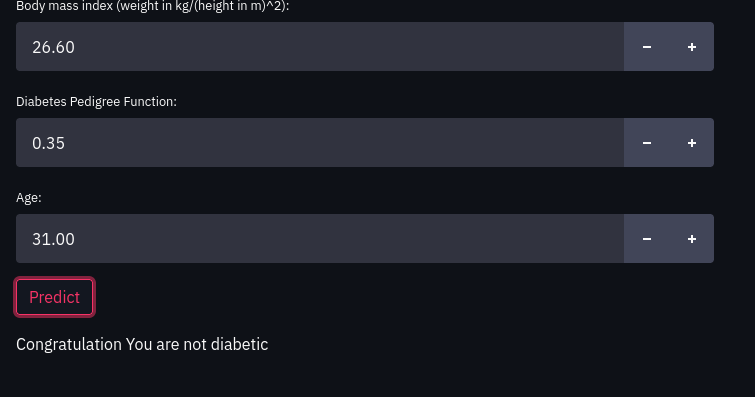 Body mass index (weight in kg/(height in m)^2):
26.60
Diabetes Pedigree Function:
0.35
Age:
31.00
Predict
Congratulation You are not diabetic